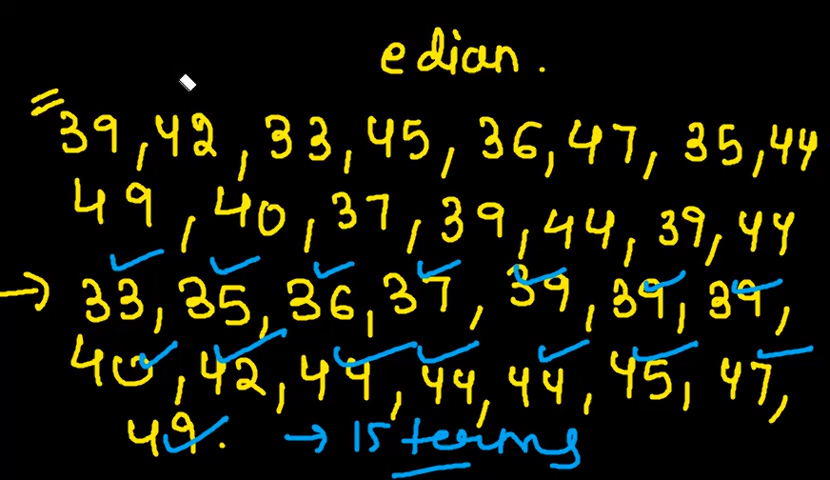 edian.
39, 42, 33, 45, 36, 47, 35, 44
49, 40, 37, 39, 44, 39, 44
→ 33, 35, 36, 37, 39, 39, 39,
40, 42, 44, 44, 44, 45, 47,
49. → 15 terms